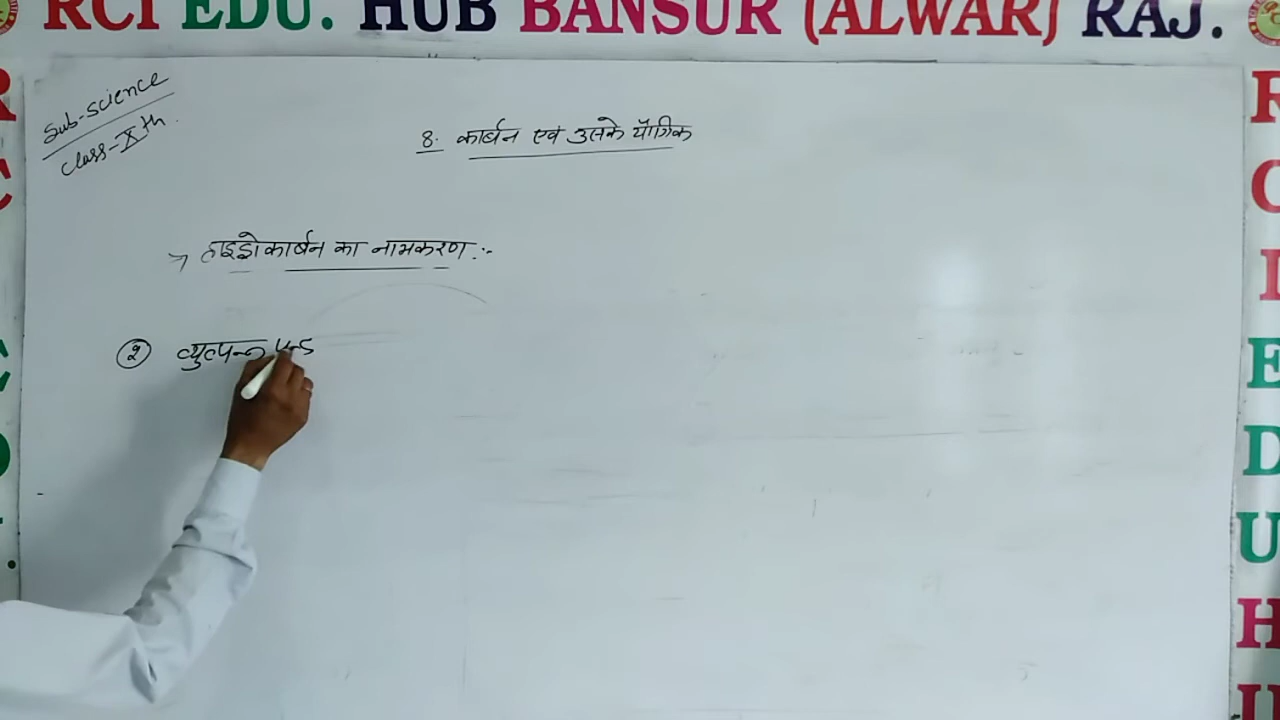 RCI EDU. HUB BANSUR (ALWAR) RAJ.
Sub-science
Class-Xth.
8. कार्बन एवं उसके यौगिक
→ हाइड्रोकार्बन का नामकरण :-
② व्युत्पन्न
R
C
I
E
D
U
H